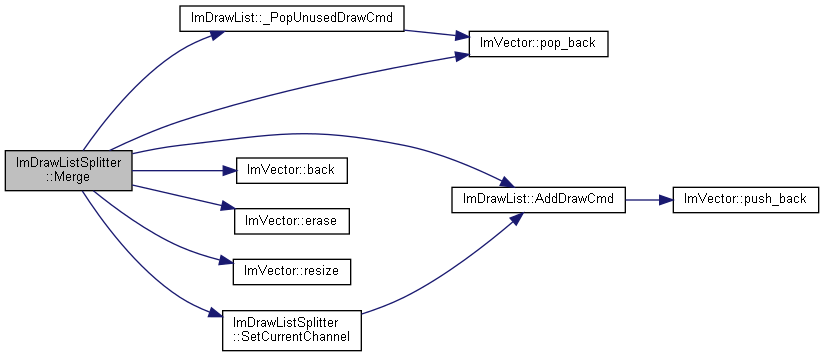 ImDrawList::_PopUnusedDrawCmd
ImVector::pop_back
ImDrawListSplitter
::Merge
ImVector::back
ImDrawList::AddDrawCmd
ImVector::push_back
ImVector::erase
ImVector::resize
ImDrawListSplitter
::SetCurrentChannel